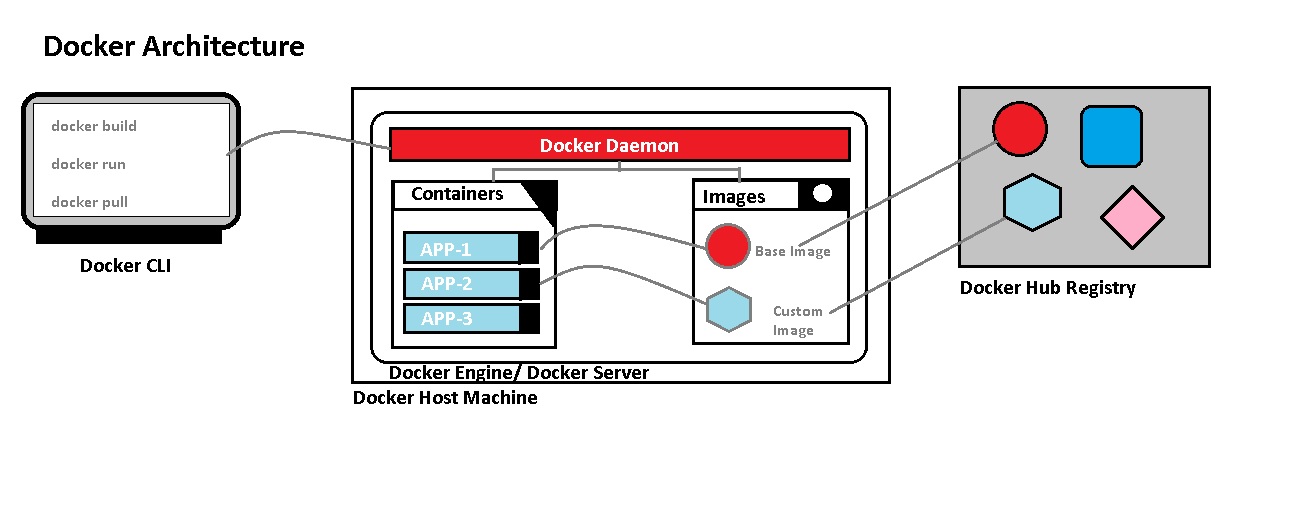 Docker Architecture
docker build
docker run
docker pull
Docker CLI
Docker Daemon
Containers
APP-1
APP-2
APP-3
Images
Base Image
Custom
Image
Docker Engine/ Docker Server
Docker Host Machine
Docker Hub Registry